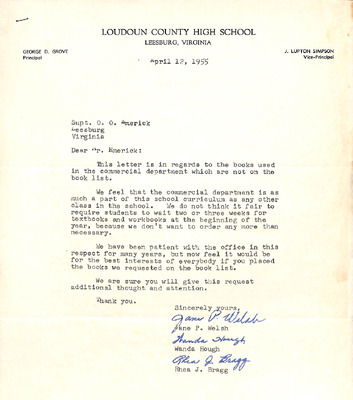 LOUDOUN COUNTY HIGH SCHOOL
LEESBURG, VIRGINIA
GEORGE D. GROVE
Principal
J. LUPTON SIMPSON
Vice-Principal
April 12, 1955
Supt. O. O. Emerick
Leesburg
Virginia
Dear Mr. Emerick:
This letter is in regards to the books used
in the commercial department which are not on the
book list.
We feel that the commercial department is as
much a part of this school curriculum as any other
class in the school. We do not think it fair to
require students to wait two or three weeks for
textbooks and workbooks at the beginning of the
year, because we don't want to order any more than
necessary.
We have been patient with the office in this
respect for many years, but now feel it would be
for the best interests of everybody if you placed
the books we requested on the book list.
We are sure you will give this request
additional thought and attention.
Thank you.
Sincerely yours,
Jane P. Welsh
Jane P. Welsh
Wanda Hough
Wanda Hough
Rhea J. Bragg
Rhea J. Bragg